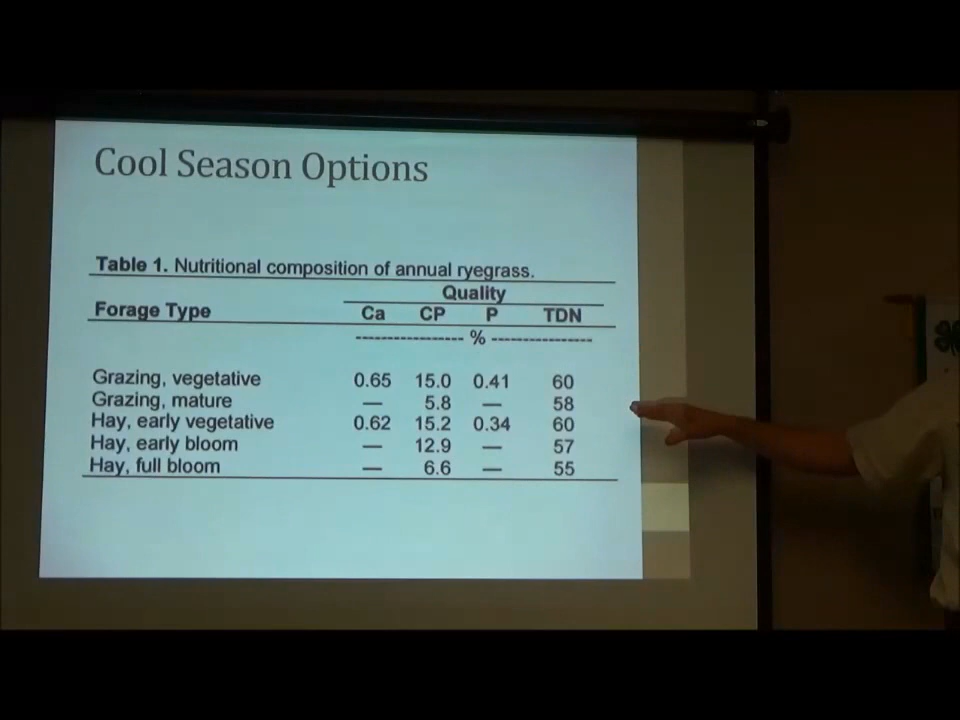 Cool Season Options
Table 1. Nutritional composition of annual ryegrass.
Quality
Forage Type Ca CP P TDN
----------------- % ----------------
Grazing, vegetative 0.65 15.0 0.41 60
Grazing, mature — 5.8 — 58
Hay, early vegetative 0.62 15.2 0.34 60
Hay, early bloom — 12.9 — 57
Hay, full bloom — 6.6 — 55